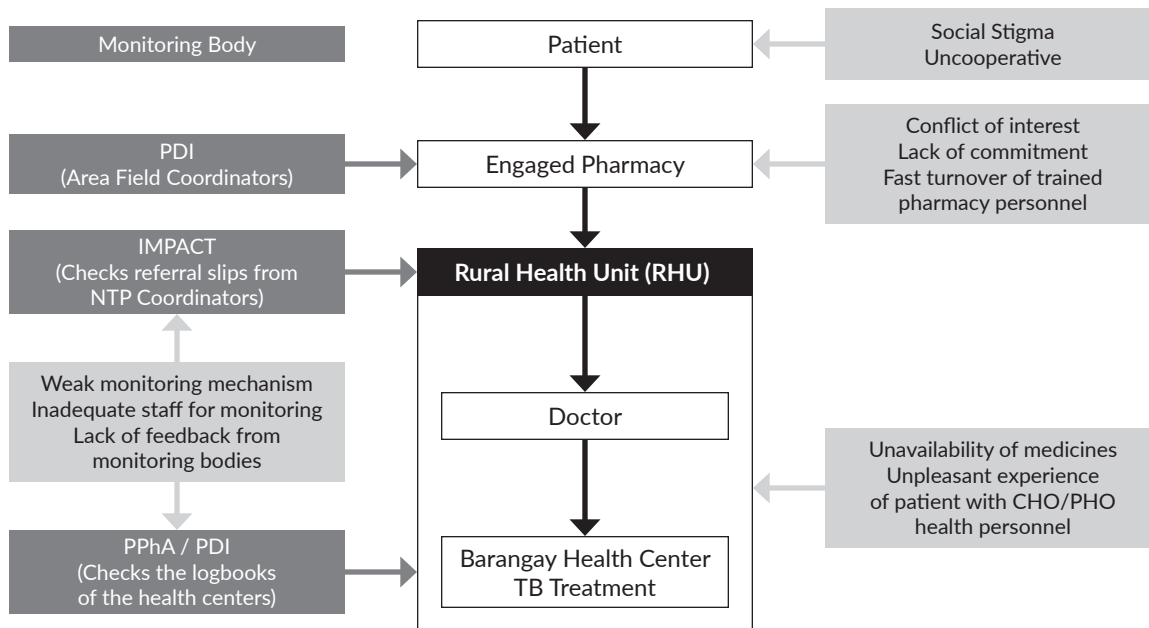 Monitoring Body
Patient
Social Stigma
Uncooperative
PDI
(Area Field Coordinators)
Engaged Pharmacy
Conflict of interest
Lack of commitment
Fast turnover of trained
pharmacy personnel
IMPACT
(Checks referral slips from
NTP Coordinators)
Rural Health Unit (RHU)
Weak monitoring mechanism
Inadequate staff for monitoring
Lack of feedback from
monitoring bodies
Doctor
Unavailability of medicines
Unpleasant experience
of patient with CHO/PHO
health personnel
PPhA / PDI
(Checks the logbooks
of the health centers)
Barangay Health Center
TB Treatment